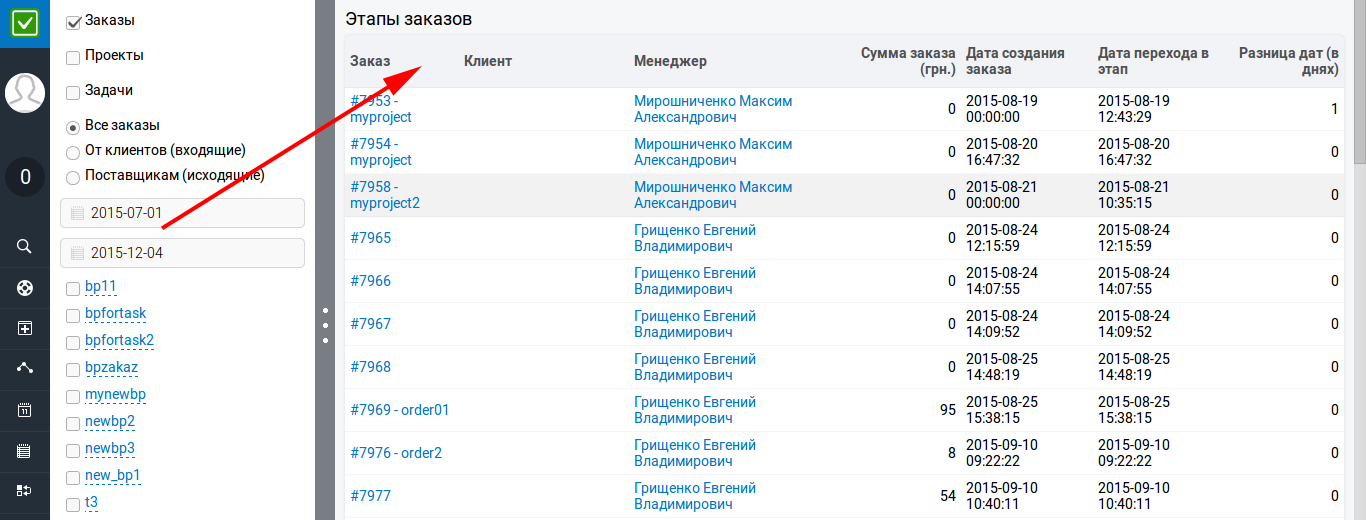 Заказы
Проекты
Задачи
Все заказы
От клиентов (входящие)
Поставщикам (исходящие)
0
2015-07-01
2015-12-04
bp11
bpfortask
bpfortask2
bpzakaz
mynewbp
newbp2
newbp3
new_bp1
t3
11
Этапы заказов
Заказ Клиент Менеджер Сумма заказа (грн.) Дата создания заказа Дата перехода в этап Разница дат (в днях)
#7953 - myproject Мирошниченко Максим Александрович 0 2015-08-19 00:00:00 2015-08-19 12:43:29 1
#7954 - myproject Мирошниченко Максим Александрович 0 2015-08-20 16:47:32 2015-08-20 16:47:32 0
#7958 - myproject2 Мирошниченко Максим Александрович 0 2015-08-21 00:00:00 2015-08-21 10:35:15 0
#7965 Грищенко Евгений Владимирович 0 2015-08-24 12:15:59 2015-08-24 12:15:59 0
#7966 Грищенко Евгений Владимирович 0 2015-08-24 14:07:55 2015-08-24 14:07:55 0
#7967 Грищенко Евгений Владимирович 0 2015-08-24 14:09:52 2015-08-24 14:09:52 0
#7968 Грищенко Евгений Владимирович 0 2015-08-25 14:48:19 2015-08-25 14:48:19 0
#7969 - order01 Грищенко Евгений Владимирович 95 2015-08-25 15:38:15 2015-08-25 15:38:15 0
#7976 - order2 Грищенко Евгений Владимирович 8 2015-09-10 09:22:22 2015-09-10 09:22:22 0
#7977 Грищенко Евгений Владимирович 54 2015-09-10 10:40:11 2015-09-10 10:40:11 0